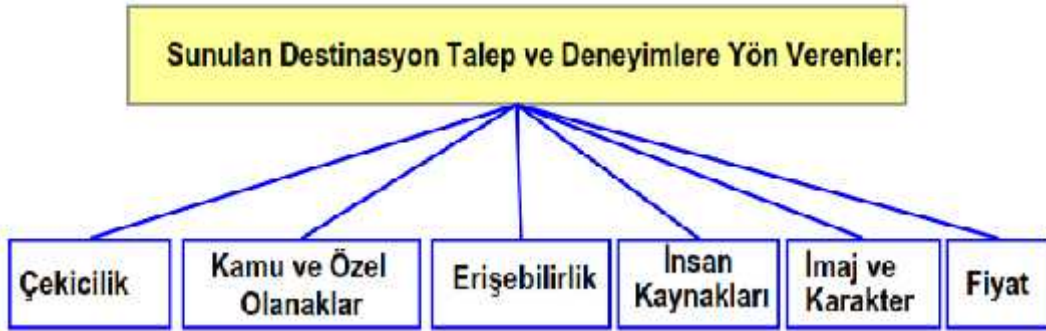 Sunulan Destinasyon Talep ve Deneyimlere Yön Verenler:
Çekicilik
Kamu ve Özel
Olanaklar
Erişebilirlik
İnsan
Kaynakları
İmaj ve
Karakter
Fiyat